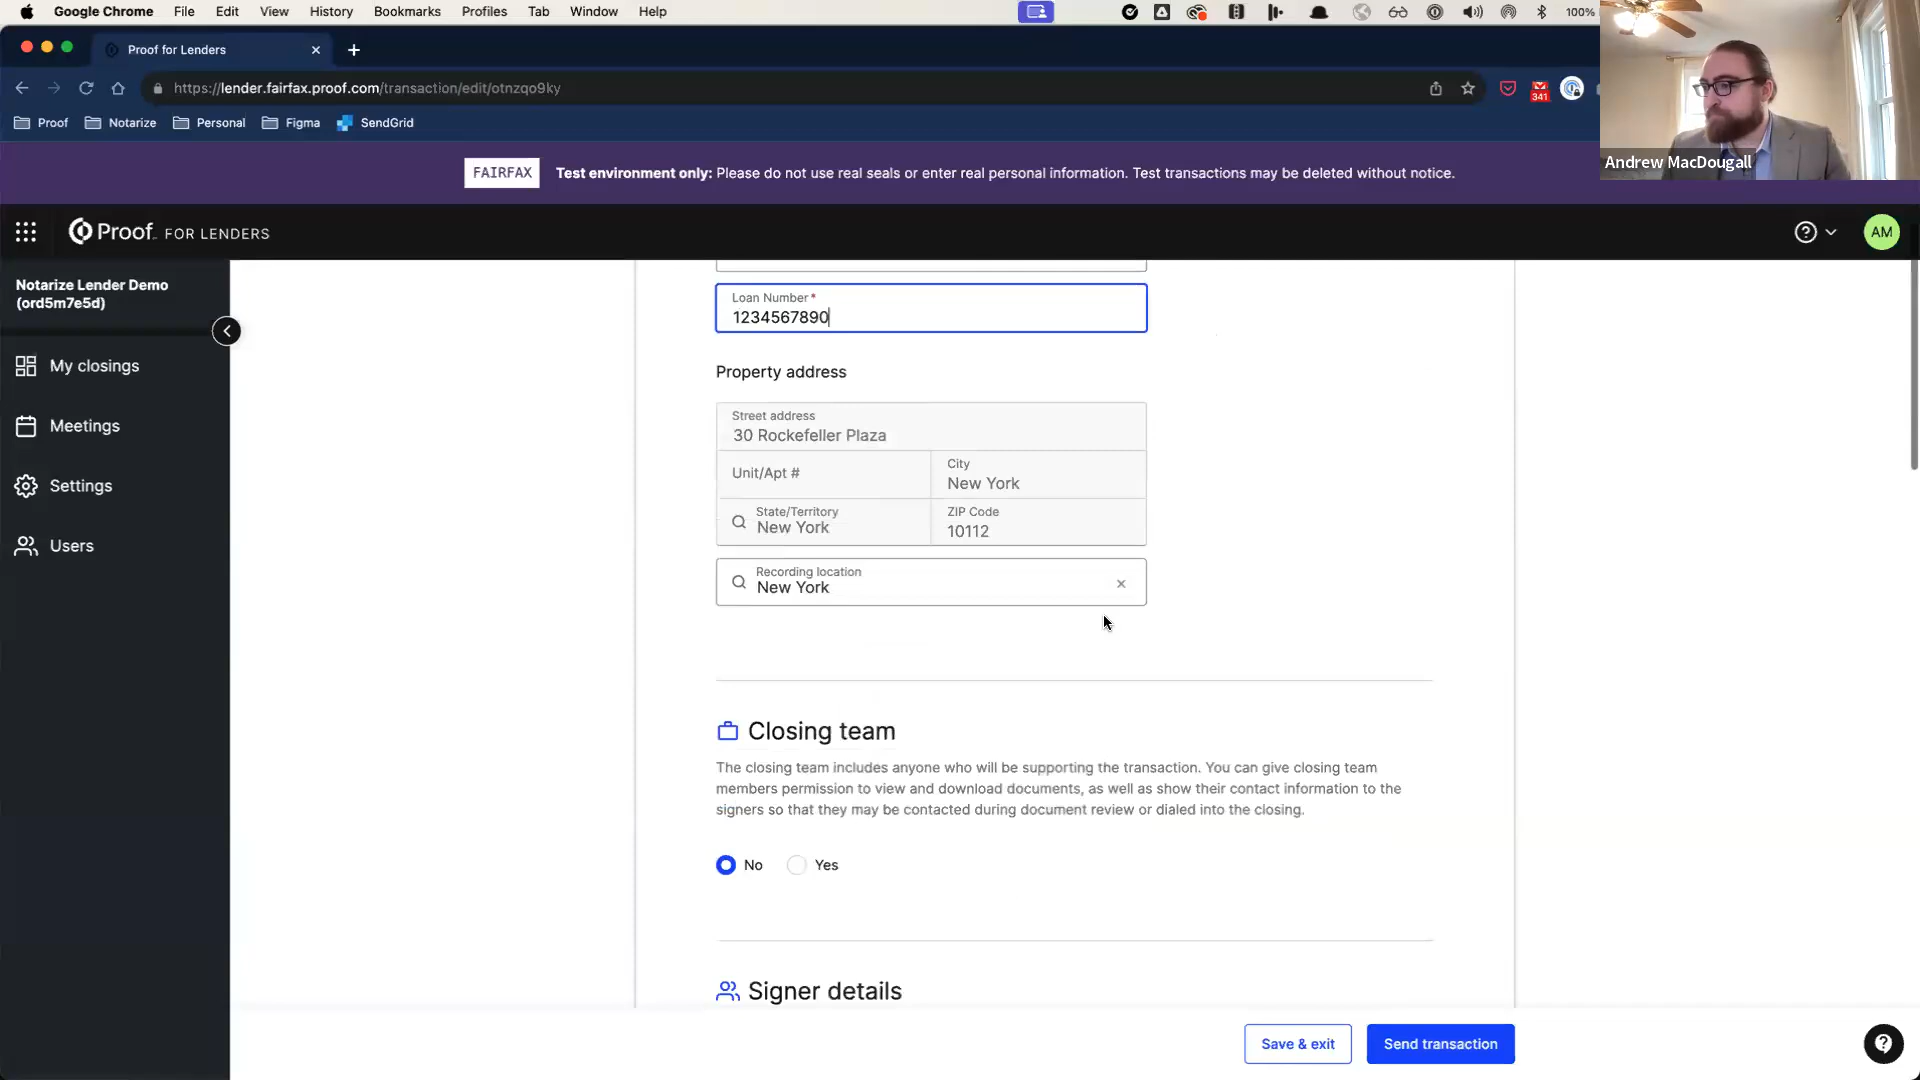 Google Chrome File Edit View History Bookmarks Profiles Tab Window Help 100%
Proof for Lenders
https://lender.fairfax.proof.com/transaction/edit/otnzqo9ky
341
Proof Notarize Personal Figma SendGrid
Andrew MacDougall
FAIRFAX Test environment only: Please do not use real seals or enter real personal information. Test transactions may be deleted without notice.
Proof. FOR LENDERS
AM
Notarize Lender Demo
(ord5m7e5d)
My closings
Meetings
Settings
Users
Loan Number*
1234567890
Property address
Street address
30 Rockefeller Plaza
Unit/Apt #
City
New York
State/Territory
New York
ZIP Code
10112
Recording location
New York
Closing team
The closing team includes anyone who will be supporting the transaction. You can give closing team
members permission to view and download documents, as well as show their contact information to the
signers so that they may be contacted during document review or dialed into the closing.
No Yes
Signer details
Save & exit Send transaction